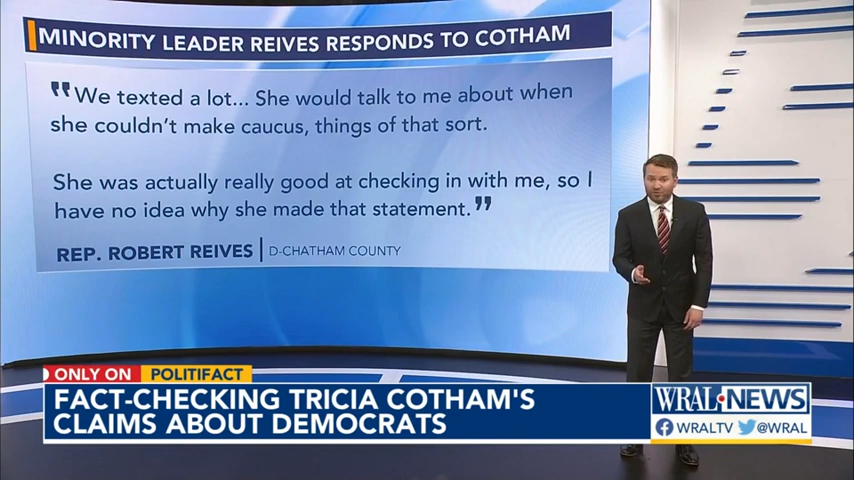 MINORITY LEADER REIVES RESPONDS TO COTHAM
"We texted a lot... She would talk to me about when
she couldn't make caucus, things of that sort.
She was actually really good at checking in with me, so I
have no idea why she made that statement."
REP. ROBERT REIVES | D-CHATHAM COUNTY
ONLY ON POLITIFACT
FACT-CHECKING TRICIA COTHAM'S
CLAIMS ABOUT DEMOCRATS
WRAL NEWS
WRALTV @WRAL